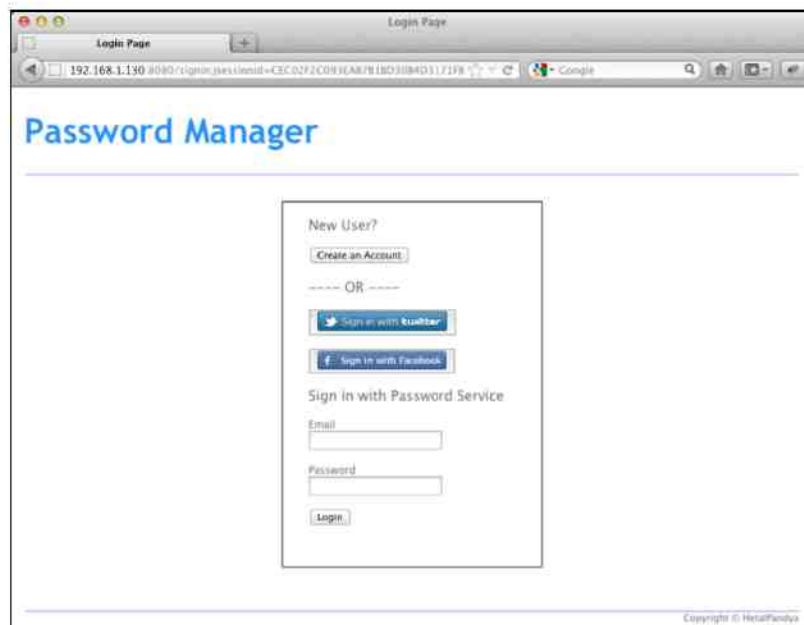 Login Page
Login Page
192.168.1.130
Google
Password Manager
New User?
Create an Account
---- OR ----
Sign in with twitter
Sign in with Facebook
Sign in with Password Service
Email
Password
Login
Copyright © HetalPandya